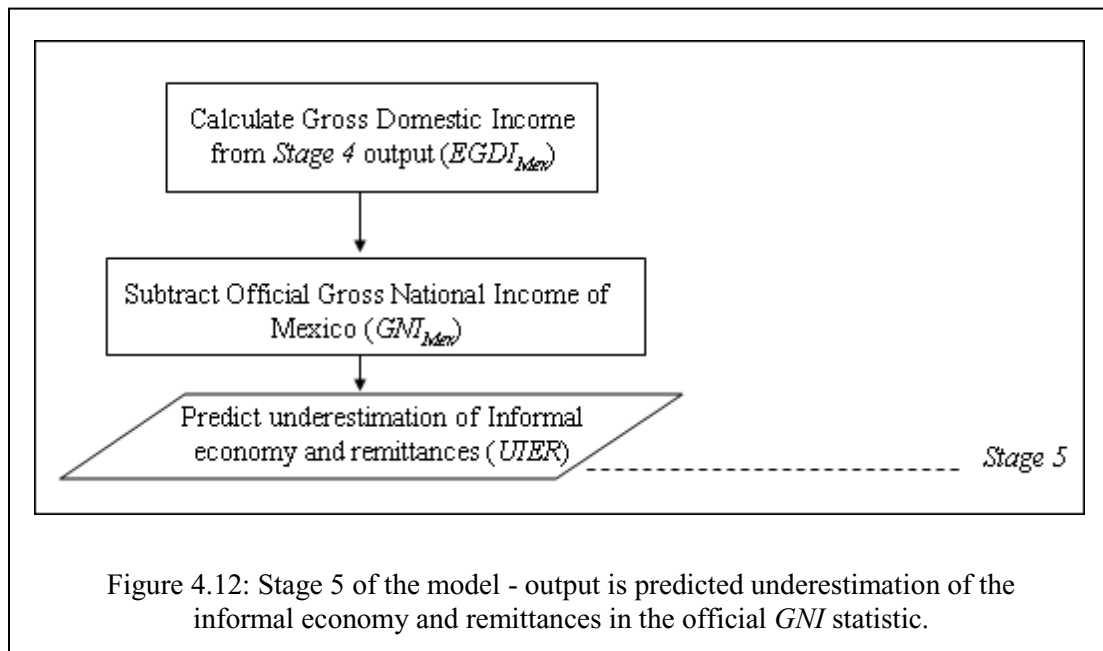 Calculate Gross Domestic Income
from Stage 4 output (EGDI_Mex)
Subtract Official Gross National Income of
Mexico (GNI_Mex)
Predict underestimation of Informal
economy and remittances (UIER)
Stage 5
Figure 4.12: Stage 5 of the model - output is predicted underestimation of the
informal economy and remittances in the official GNI statistic.